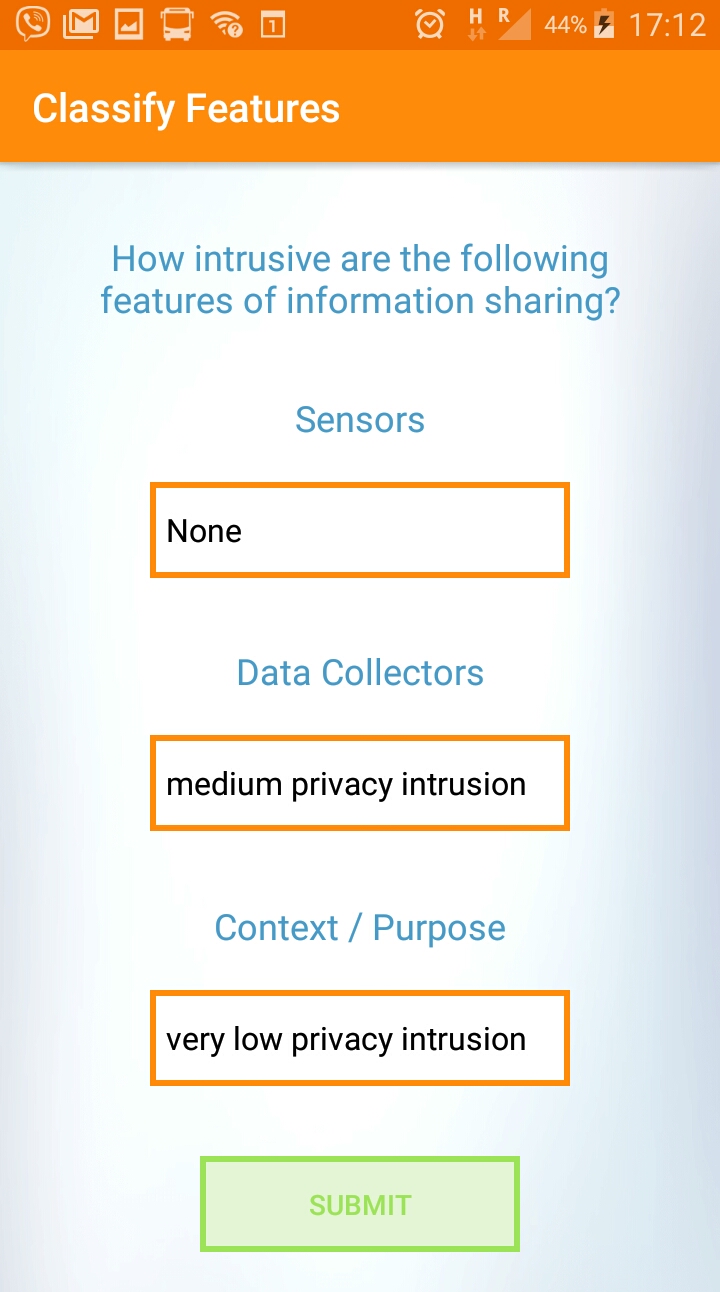 1
H
R
44%
17:12
Classify Features
How intrusive are the following
features of information sharing?
Sensors
None
Data Collectors
medium privacy intrusion
Context / Purpose
very low privacy intrusion
SUBMIT